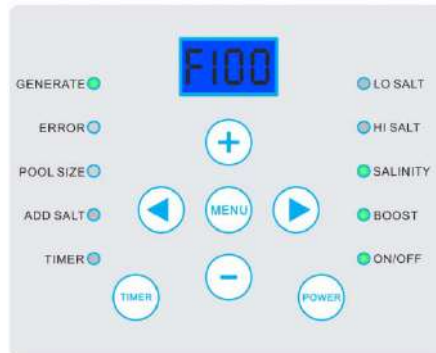 F100
GENERATE
ERROR
POOL SIZE
ADD SALT
TIMER
LO SALT
HI SALT
SALINITY
BOOST
ON/OFF
+
MENU
−
TIMER
POWER